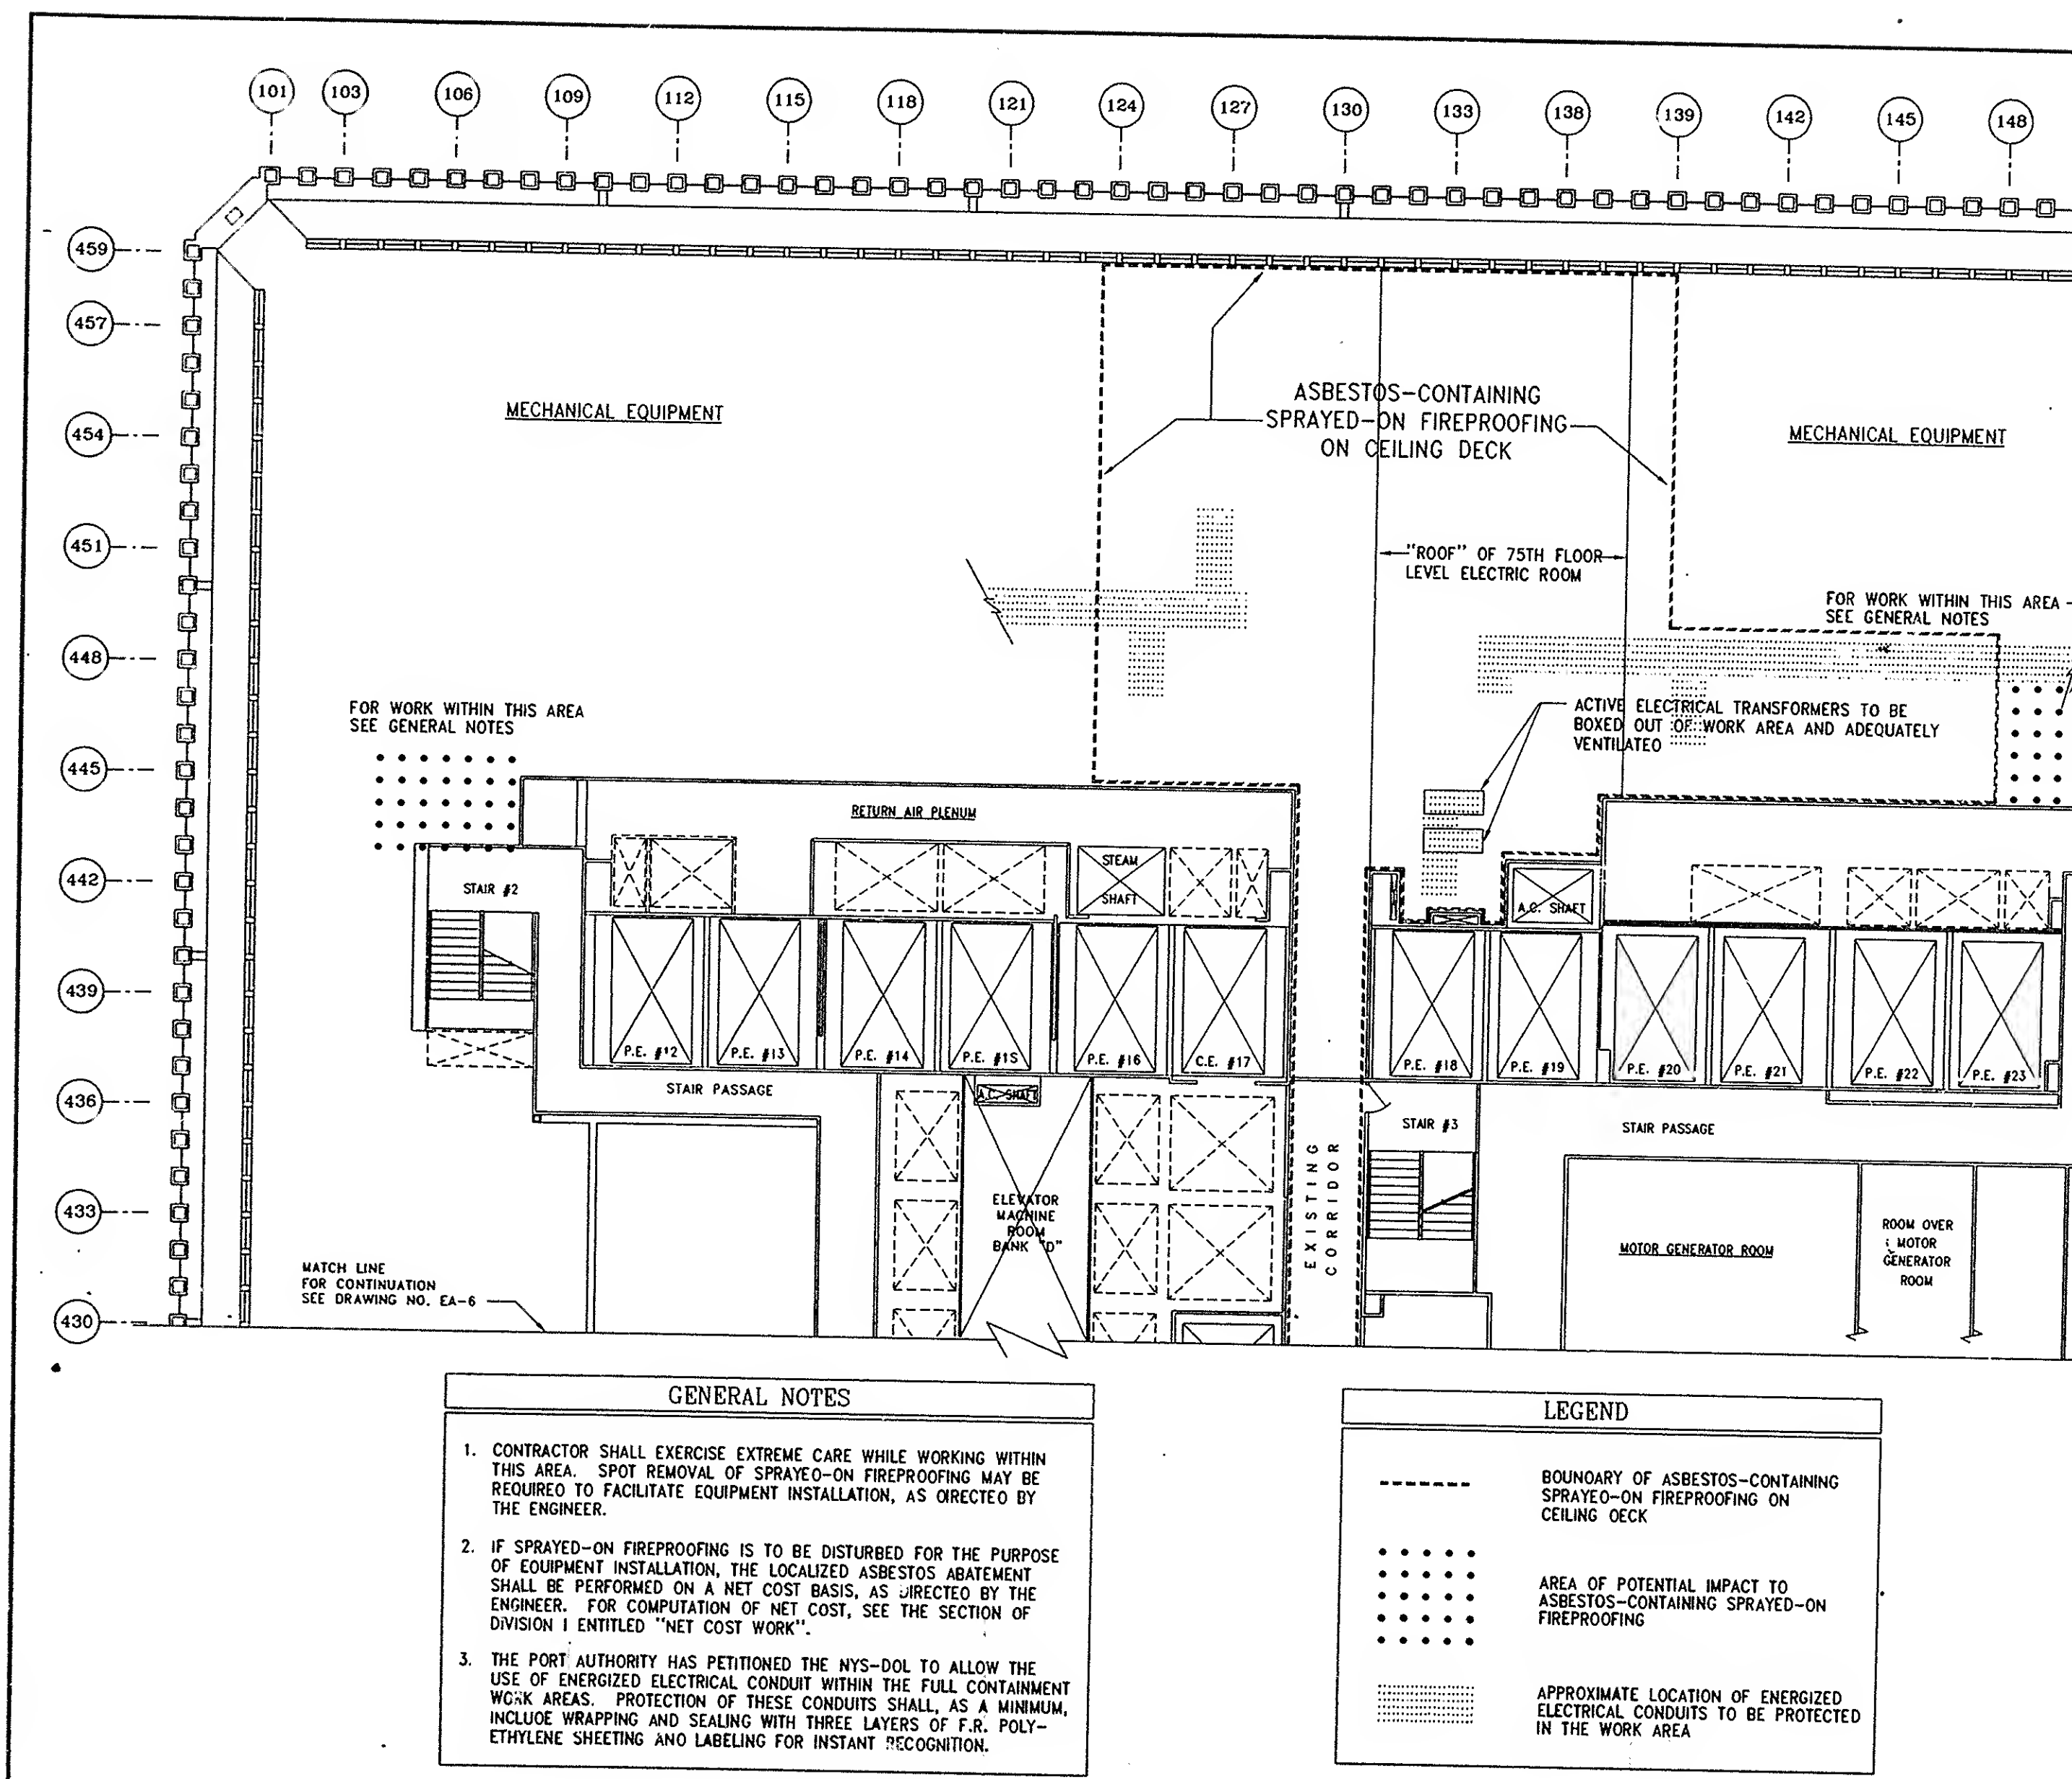 101 103 106 109 112 115 118 121 124 127 130 133 138 139 142 145 148
459
457
454
451
448
445
442
439
436
433
430
MECHANICAL EQUIPMENT
ASBESTOS-CONTAINING
SPRAYED-ON FIREPROOFING
ON CEILING DECK
MECHANICAL EQUIPMENT
"ROOF" OF 75TH FLOOR
LEVEL ELECTRIC ROOM
FOR WORK WITHIN THIS AREA
SEE GENERAL NOTES
FOR WORK WITHIN THIS AREA
SEE GENERAL NOTES
ACTIVE ELECTRICAL TRANSFORMERS TO BE
BOXED OUT OF WORK AREA AND ADEQUATELY
VENTILATEO
RETURN AIR PLENUM
STAIR #2
STEAM
SHAFT
A.C. SHAFT
P.E. #12
P.E. #13
P.E. #14
P.E. #1S
P.E. #16
C.E. #17
P.E. #18
P.E. #19
P.E. #20
P.E. #21
P.E. #22
P.E. #23
STAIR PASSAGE
A.C. SHAFT
STAIR #3
STAIR PASSAGE
EXISTING
CORRIDOR
ELEVATOR
MACHINE
ROOM
BANK "D"
MOTOR GENERATOR ROOM
ROOM OVER
MOTOR
GENERATOR
ROOM
MATCH LINE
FOR CONTINUATION
SEE DRAWING NO. EA-6
GENERAL NOTES
1. CONTRACTOR SHALL EXERCISE EXTREME CARE WHILE WORKING WITHIN
THIS AREA. SPOT REMOVAL OF SPRAYEO-ON FIREPROOFING MAY BE
REQUIREO TO FACILITATE EQUIPMENT INSTALLATION, AS OIRECTEO BY
THE ENGINEER.
2. IF SPRAYED-ON FIREPROOFING IS TO BE DISTURBED FOR THE PURPOSE
OF EOUIPMENT INSTALLATION, THE LOCALIZED ASBESTOS ABATEMENT
SHALL BE PERFORMED ON A NET COST BASIS, AS DIRECTED BY THE
ENGINEER. FOR COMPUTATION OF NET COST, SEE THE SECTION OF
DIVISION 1 ENTITLED "NET COST WORK".
3. THE PORT AUTHORITY HAS PETITIONED THE NYS-DOL TO ALLOW THE
USE OF ENERGIZED ELECTRICAL CONDUIT WITHIN THE FULL CONTAINMENT
WORK AREAS. PROTECTION OF THESE CONDUITS SHALL, AS A MINIMUM,
INCLUOE WRAPPING AND SEALING WITH THREE LAYERS OF F.R. POLY-
ETHYLENE SHEETING ANO LABELING FOR INSTANT RECOGNITION.
LEGEND
BOUNOARY OF ASBESTOS-CONTAINING
SPRAYEO-ON FIREPROOFING ON
CEILING OECK
AREA OF POTENTIAL IMPACT TO
ASBESTOS-CONTAINING SPRAYED-ON
FIREPROOFING
APPROXIMATE LOCATION OF ENERGIZED
ELECTRICAL CONDUITS TO BE PROTECTED
IN THE WORK AREA